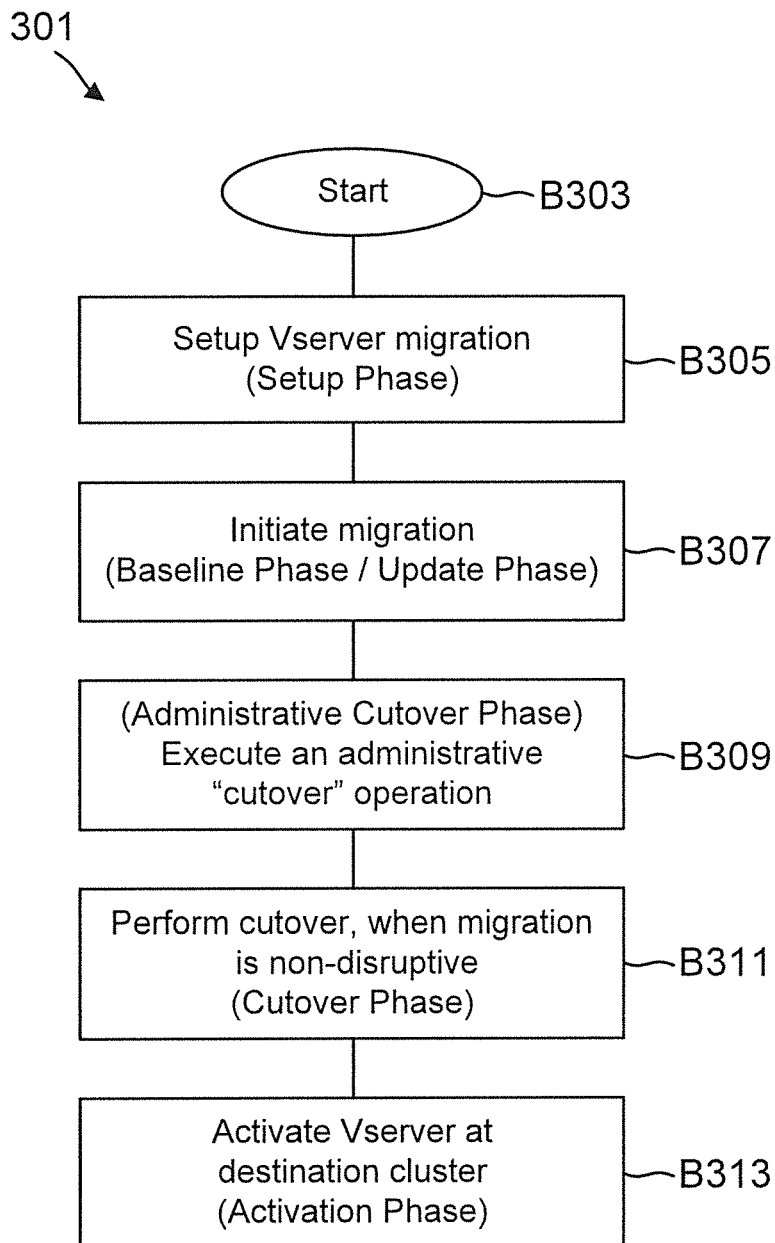 301
Start
B303
Setup Vserver migration
(Setup Phase)
B305
Initiate migration
(Baseline Phase / Update Phase)
B307
(Administrative Cutover Phase)
Execute an administrative
“cutover” operation
B309
Perform cutover, when migration
is non-disruptive
(Cutover Phase)
B311
Activate Vserver at
destination cluster
(Activation Phase)
B313